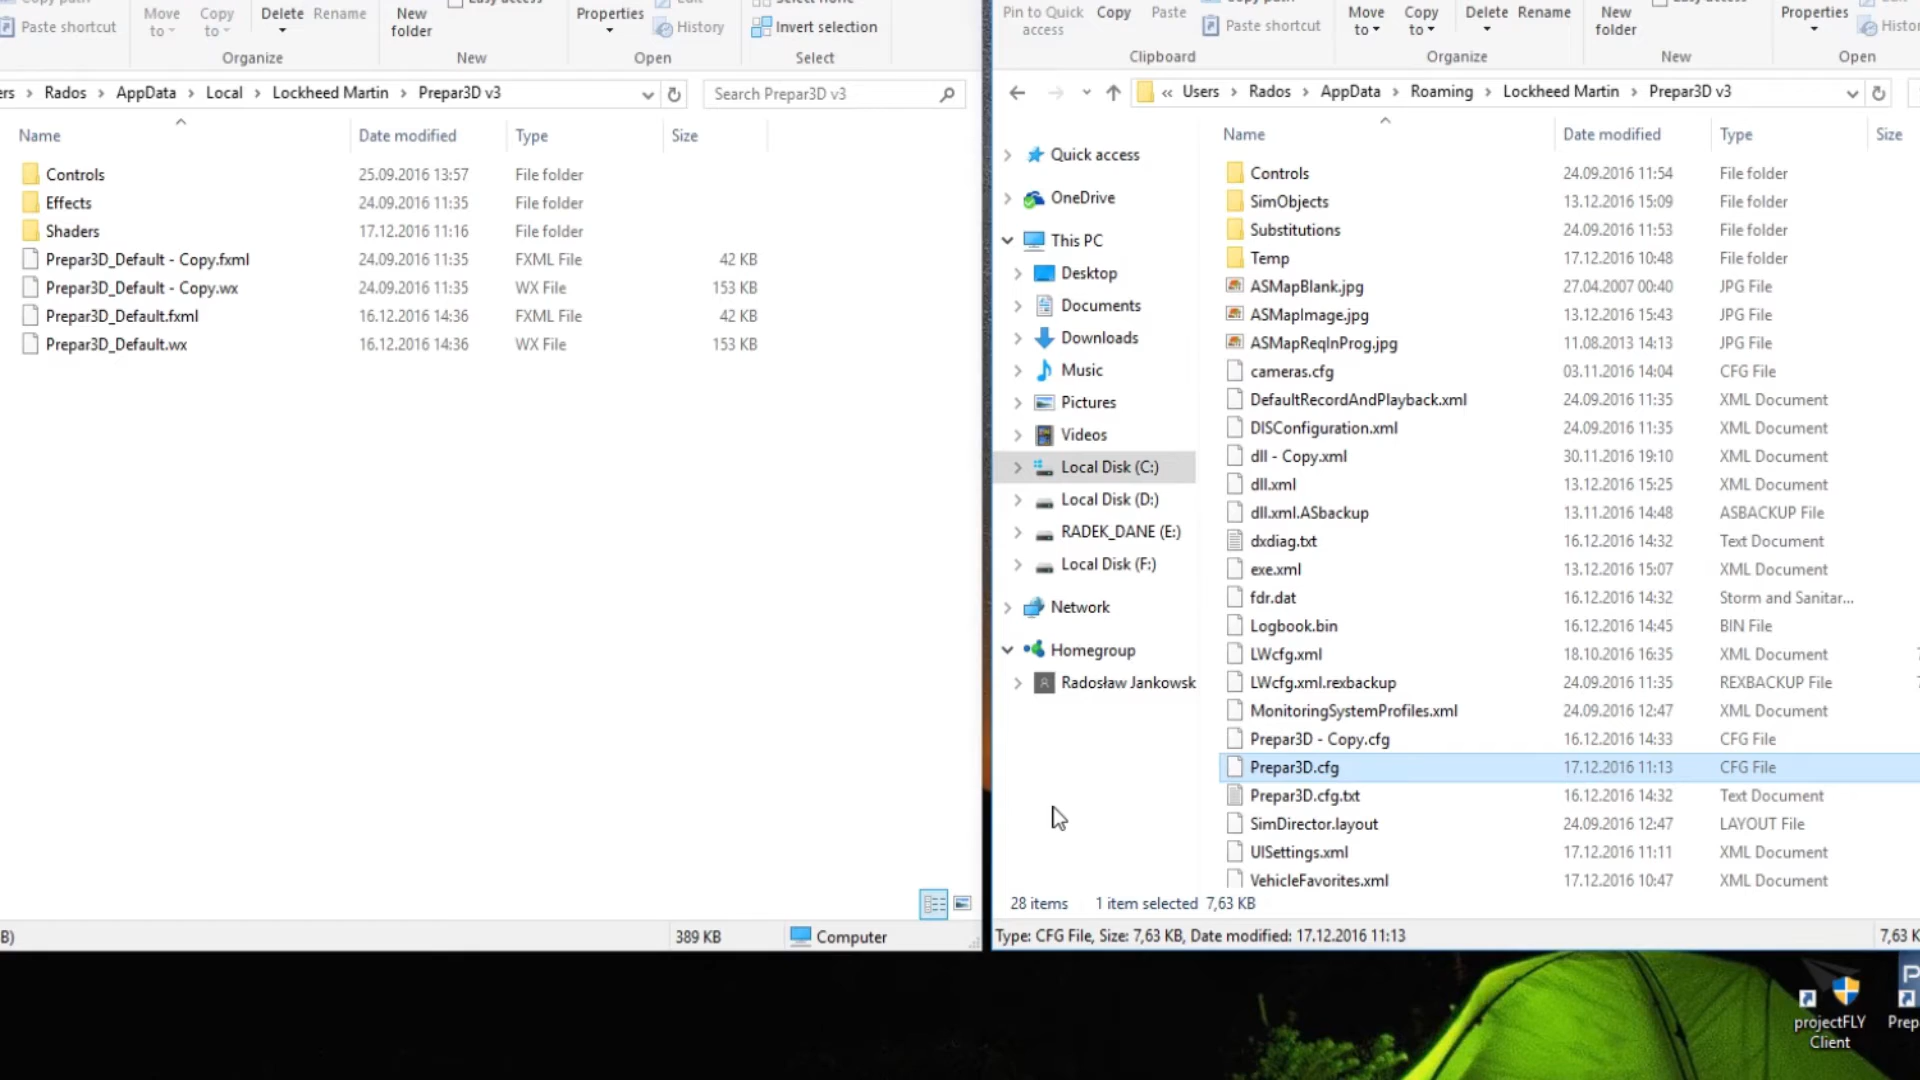 Move to
Copy to
Paste shortcut
Delete
Rename
New folder
Properties
History
Invert selection
Organize
New
Open
Select
Rados > AppData > Local > Lockheed Martin > Prepar3D v3
Search Prepar3D v3
Name Date modified Type Size
Controls 25.09.2016 13:57 File folder
Effects 24.09.2016 11:35 File folder
Shaders 17.12.2016 11:16 File folder
Prepar3D_Default - Copy.fxml 24.09.2016 11:35 FXML File 42 KB
Prepar3D_Default - Copy.wx 24.09.2016 11:35 WX File 153 KB
Prepar3D_Default.fxml 16.12.2016 14:36 FXML File 42 KB
Prepar3D_Default.wx 16.12.2016 14:36 WX File 153 KB
B) 389 KB Computer
Pin to Quick access
Copy
Paste
Paste shortcut
Move to
Copy to
Delete
Rename
New folder
Properties
Clipboard
Organize
New
Open
« Users > Rados > AppData > Roaming > Lockheed Martin > Prepar3D v3
Quick access
OneDrive
This PC
Desktop
Documents
Downloads
Music
Pictures
Videos
Local Disk (C:)
Local Disk (D:)
RADEK_DANE (E:)
Local Disk (F:)
Network
Homegroup
Radosław Jankowsk
Name Date modified Type Size
Controls 24.09.2016 11:54 File folder
SimObjects 13.12.2016 15:09 File folder
Substitutions 24.09.2016 11:53 File folder
Temp 17.12.2016 10:48 File folder
ASMapBlank.jpg 27.04.2007 00:40 JPG File
ASMapImage.jpg 13.12.2016 15:43 JPG File
ASMapReqInProg.jpg 11.08.2013 14:13 JPG File
cameras.cfg 03.11.2016 14:04 CFG File
DefaultRecordAndPlayback.xml 24.09.2016 11:35 XML Document
DISConfiguration.xml 24.09.2016 11:35 XML Document
dll - Copy.xml 30.11.2016 19:10 XML Document
dll.xml 13.12.2016 15:25 XML Document
dll.xml.ASbackup 13.11.2016 14:48 ASBACKUP File
dxdiag.txt 16.12.2016 14:32 Text Document
exe.xml 13.12.2016 15:07 XML Document
fdr.dat 16.12.2016 14:32 Storm and Sanitar...
Logbook.bin 16.12.2016 14:45 BIN File
LWcfg.xml 18.10.2016 16:35 XML Document
LWcfg.xml.rexbackup 24.09.2016 11:35 REXBACKUP File
MonitoringSystemProfiles.xml 24.09.2016 12:47 XML Document
Prepar3D - Copy.cfg 16.12.2016 14:33 CFG File
Prepar3D.cfg 17.12.2016 11:13 CFG File
Prepar3D.cfg.txt 16.12.2016 14:32 Text Document
SimDirector.layout 24.09.2016 12:47 LAYOUT File
UISettings.xml 17.12.2016 11:11 XML Document
VehicleFavorites.xml 17.12.2016 10:47 XML Document
28 items 1 item selected 7,63 KB
Type: CFG File, Size: 7,63 KB, Date modified: 17.12.2016 11:13 7,63 K
projectFLY
Client
Prep